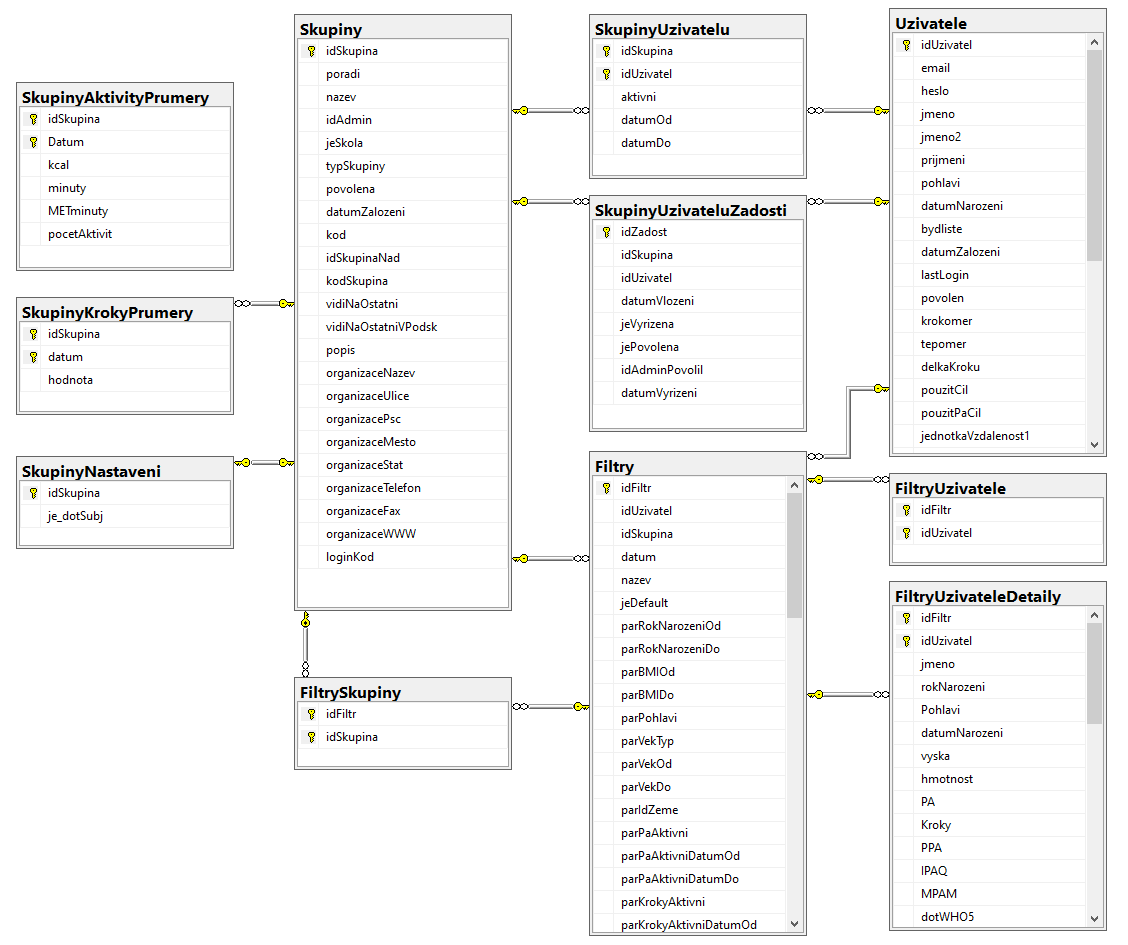 SkupinyAktivityPrumery
idSkupina
Datum
kcal
minuty
METminuty
pocetAktivit
SkupinyKrokyPrumery
idSkupina
datum
hodnota
SkupinyNastaveni
idSkupina
je_dotSubj
Skupiny
idSkupina
poradi
nazev
idAdmin
jeSkola
typSkupiny
povolena
datumZalozeni
kod
idSkupinaNad
kodSkupina
vidiNaOstatni
vidiNaOstatniVPodsk
popis
organizaceNazev
organizaceUlice
organizacePsc
organizaceMesto
organizaceStat
organizaceTelefon
organizaceFax
organizaceWWW
loginKod
FiltrySkupiny
idFiltr
idSkupina
SkupinyUzivatelu
idSkupina
idUzivatel
aktivni
datumOd
datumDo
SkupinyUzivateluZadosti
idZadost
idSkupina
idUzivatel
datumVlozeni
jeVyrizena
jePovolena
idAdminPovolil
datumVyrizeni
Filtry
idFiltr
idUzivatel
idSkupina
datum
nazev
jeDefault
parRokNarozeniOd
parRokNarozeniDo
parBMIOd
parBMIDo
parPohlavi
parVekTyp
parVekOd
parVekDo
parIdZeme
parPaAktivni
parPaAktivniDatumOd
parPaAktivniDatumDo
parKrokyAktivni
parKrokyAktivniDatumOd
Uzivatele
idUzivatel
email
heslo
jmeno
jmeno2
prijmeni
pohlavi
datumNarozeni
bydliste
datumZalozeni
lastLogin
povolen
krokomer
tepomer
delkaKroku
pouzitCil
pouzitPaCil
jednotkaVzdalenost1
FiltryUzivatele
idFiltr
idUzivatel
FiltryUzivateleDetaily
idFiltr
idUzivatel
jmeno
rokNarozeni
Pohlavi
datumNarozeni
vyska
hmotnost
PA
Kroky
PPA
IPAQ
MPAM
dotWHO5